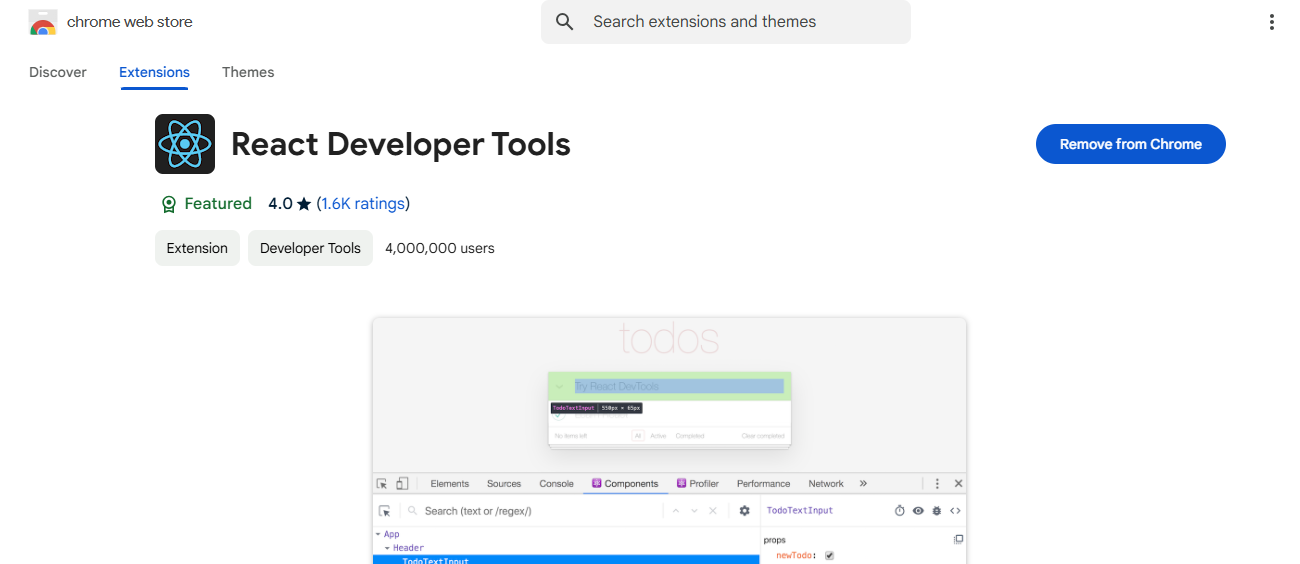 chrome web store
Search extensions and themes
Discover Extensions Themes
React Developer Tools
Remove from Chrome
Featured 4.0 (1.6K ratings)
Extension Developer Tools 4,000,000 users
todos
Try React DevTools
TodoTextInput | 550px × 65px
No items left All Active Completed Clear completed
Elements Sources Console Components Profiler Performance Network »
Search (text or /regex/) TodoTextInput
App
props
Header
newTodo:
TodoTextInput